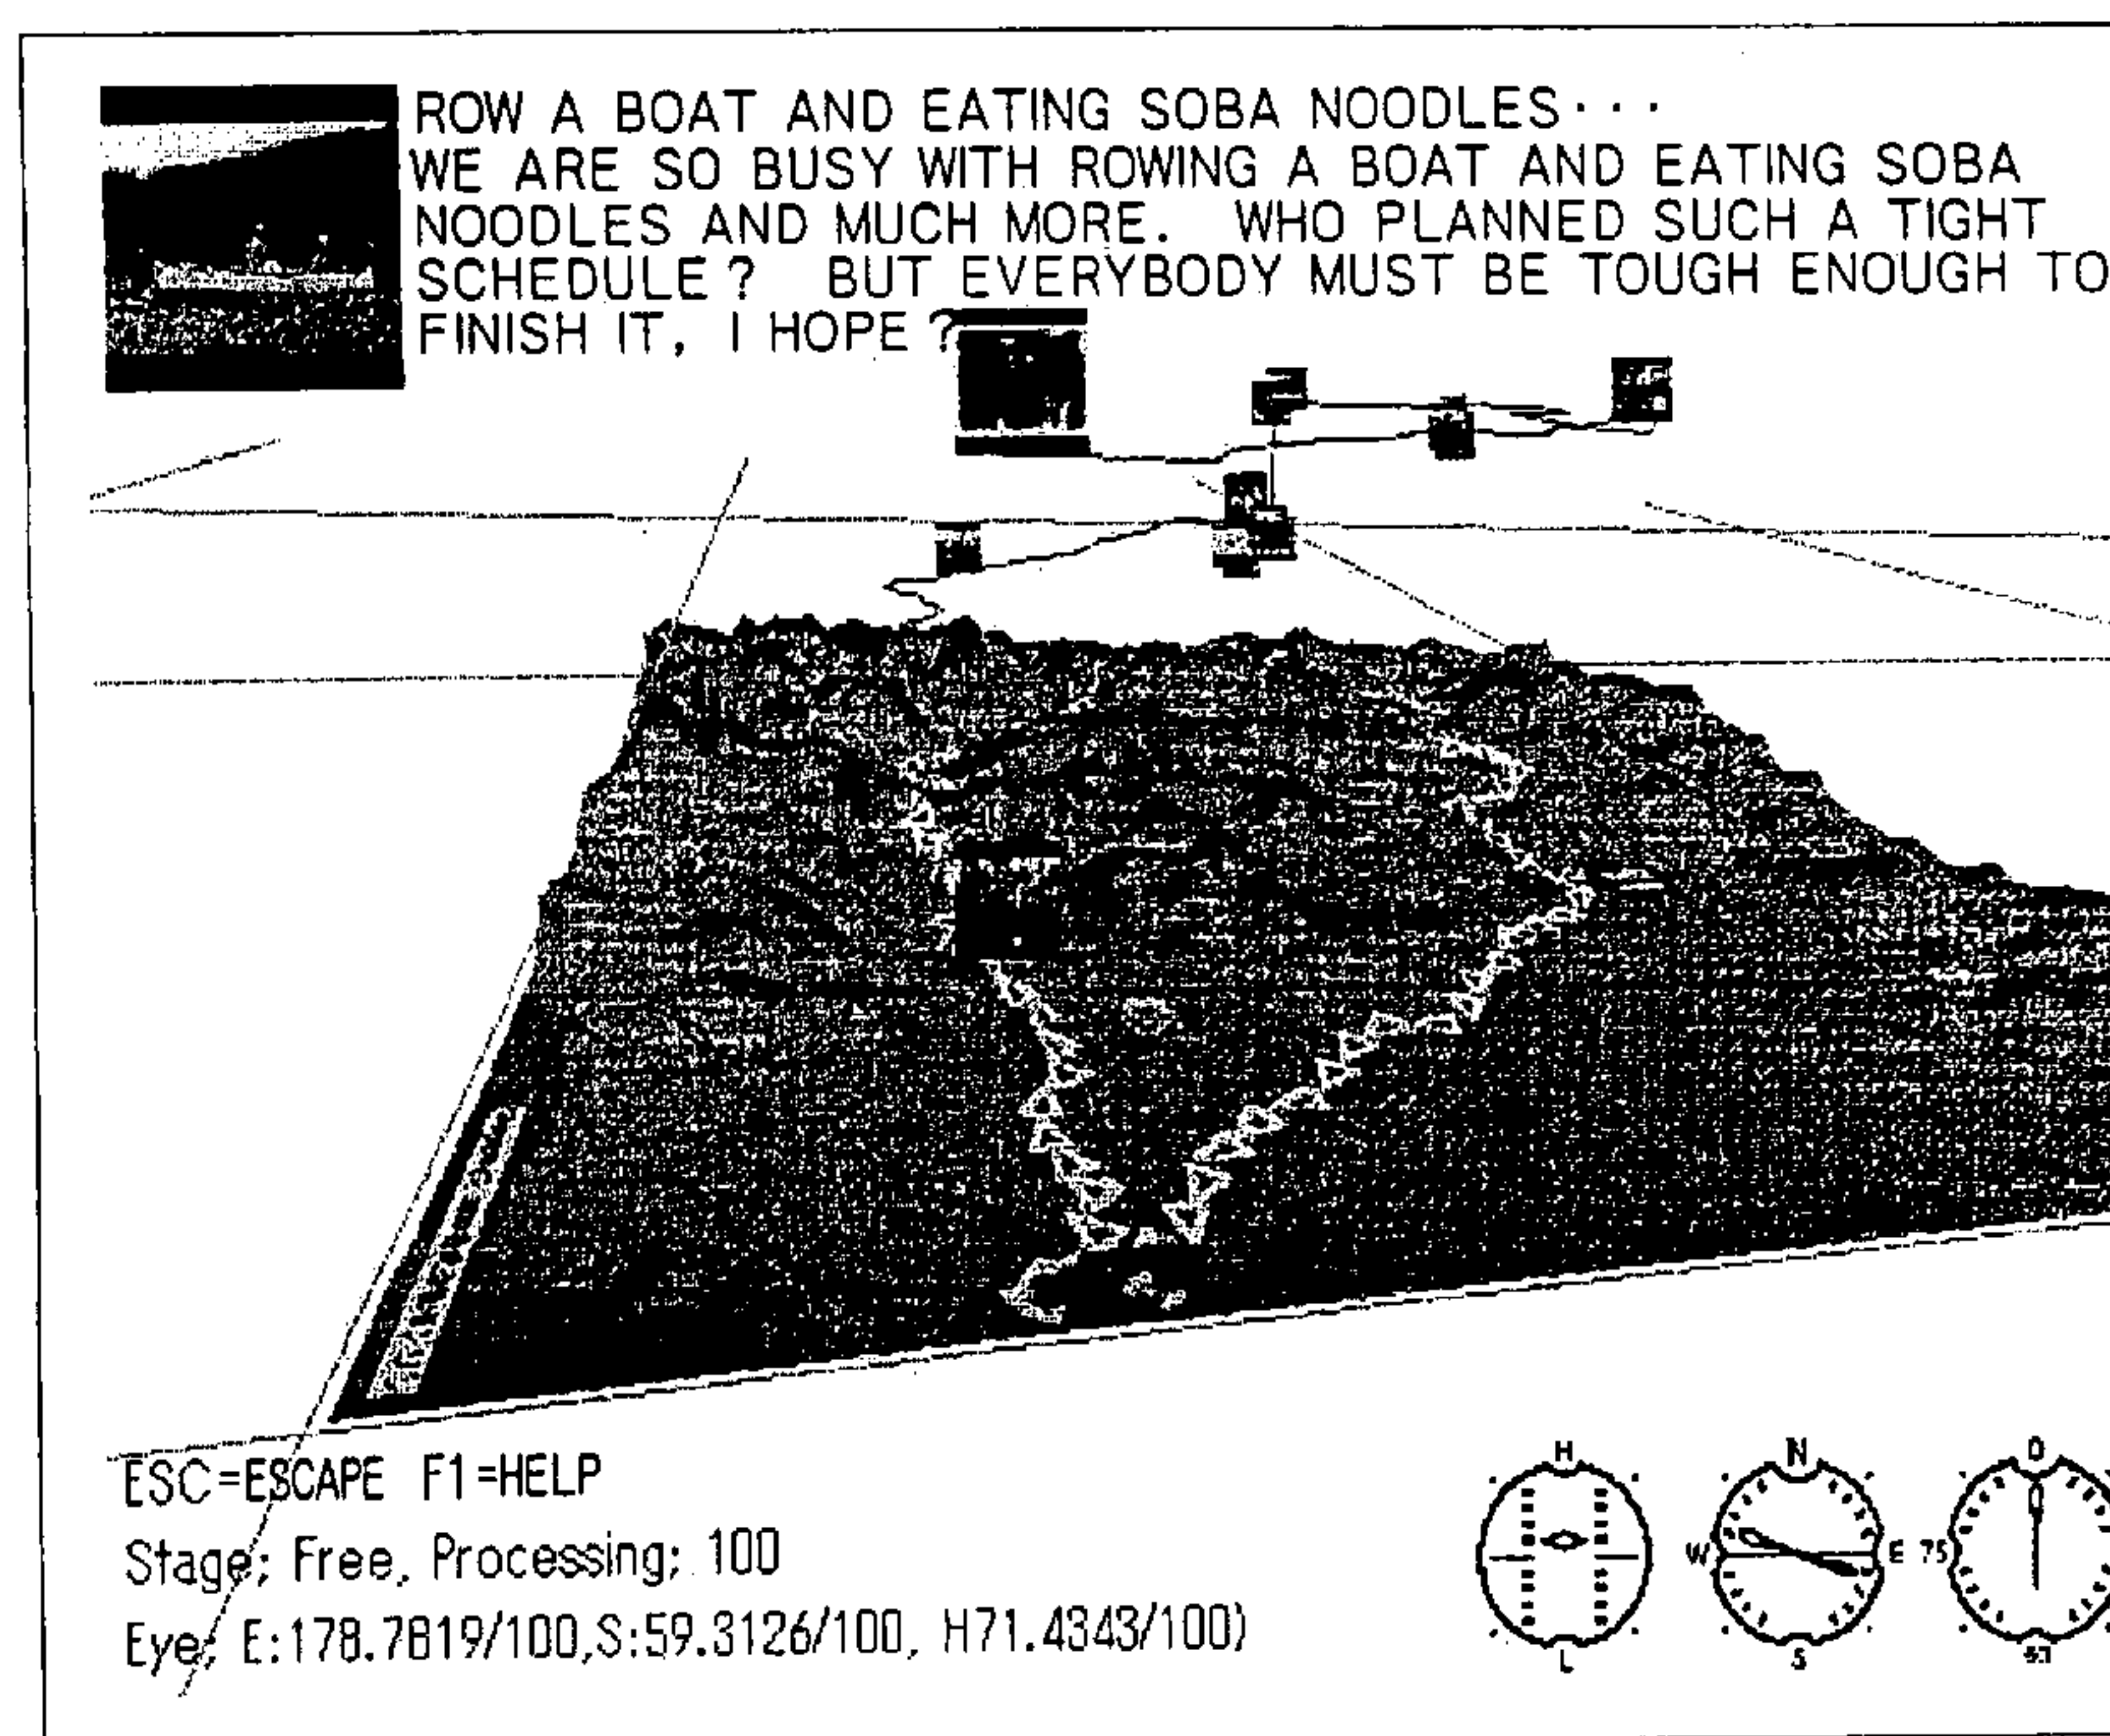 ROW A BOAT AND EATING SOBA NOODLES···
WE ARE SO BUSY WITH ROWING A BOAT AND EATING SOBA
NOODLES AND MUCH MORE. WHO PLANNED SUCH A TIGHT
SCHEDULE? BUT EVERYBODY MUST BE TOUGH ENOUGH TO
FINISH IT, I HOPE?
ESC=ESCAPE F1=HELP
Stage; Free, Processing; 100
Eye; E:178.7819/100,S:59.3126/100, H71.4343/100)
H N 0
W E 75
L S